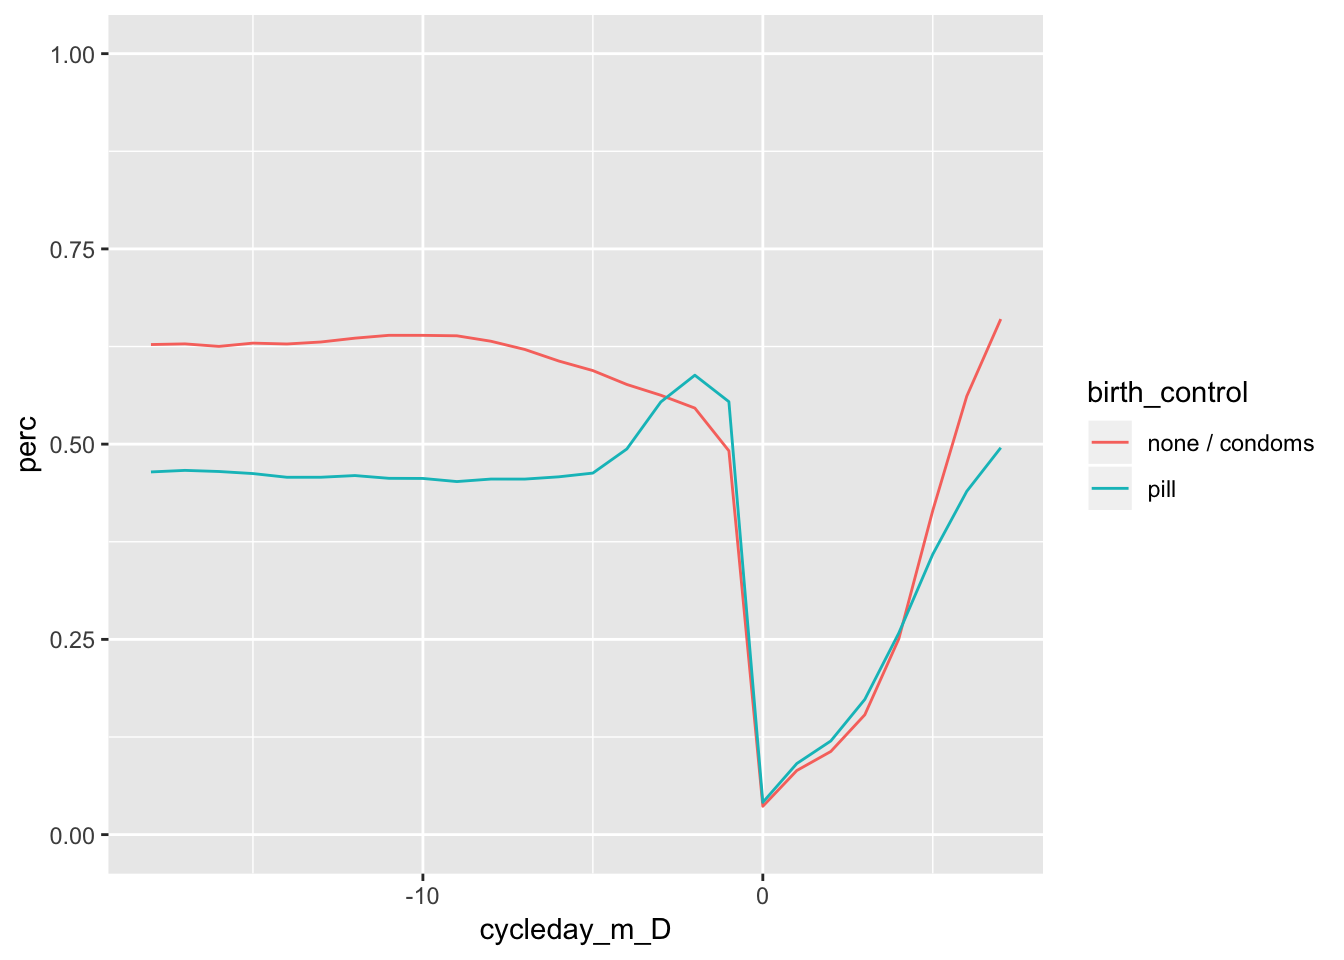 1.00
0.75
0.50
0.25
0.00
perc
-10
0
cycleday_m_D
birth_control
none / condoms
pill